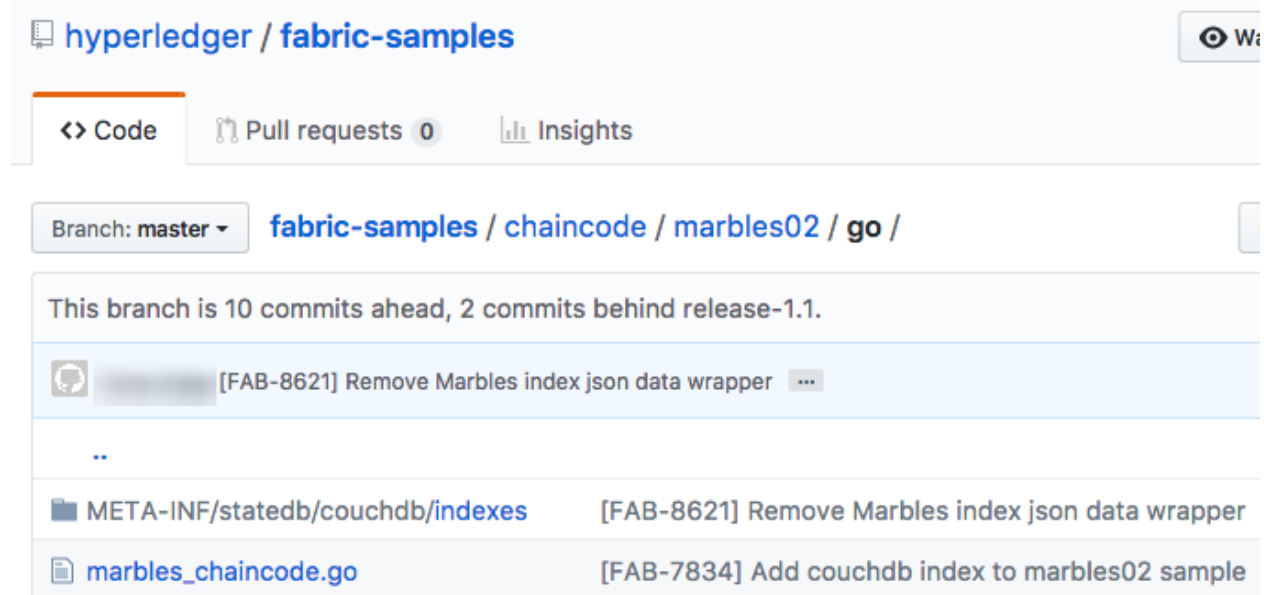 hyperledger / fabric-samples
<> Code Pull requests 0 Insights
Branch: master fabric-samples / chaincode / marbles02 / go /
This branch is 10 commits ahead, 2 commits behind release-1.1.
[FAB-8621] Remove Marbles index json data wrapper ...
..
META-INF/statedb/couchdb/indexes [FAB-8621] Remove Marbles index json data wrapper
marbles_chaincode.go [FAB-7834] Add couchdb index to marbles02 sample